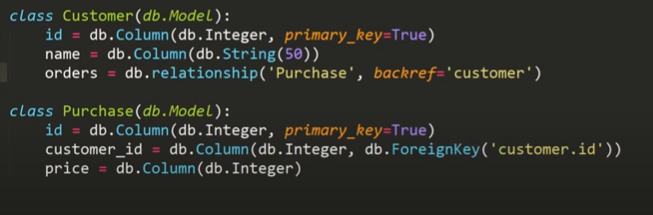 class Customer(db.Model):
    id = db.Column(db.Integer, primary_key=True)
    name = db.Column(db.String(50))
    orders = db.relationship('Purchase', backref='customer')

class Purchase(db.Model):
    id = db.Column(db.Integer, primary_key=True)
    customer_id = db.Column(db.Integer, db.ForeignKey('customer.id'))
    price = db.Column(db.Integer)